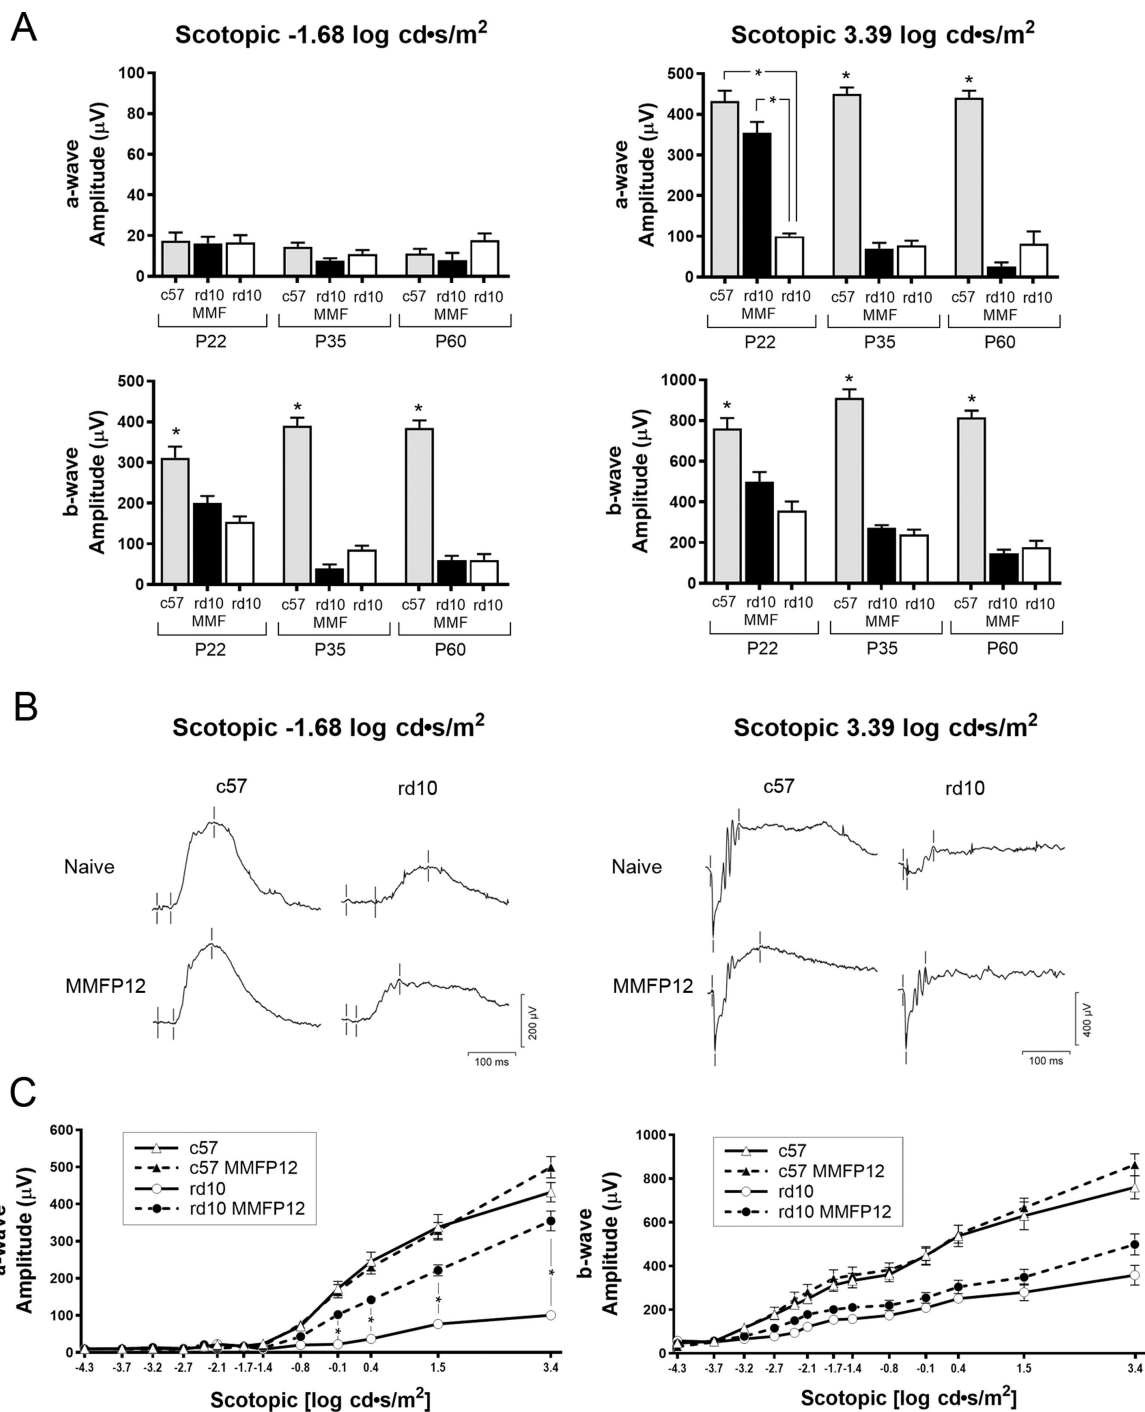 A
Scotopic -1.68 log cd•s/m²
Scotopic 3.39 log cd•s/m²
a-wave
Amplitude (µV)
100
80
60
40
20
0
c57 rd10 rd10 c57 rd10 rd10 c57 rd10 rd10
MMF MMF MMF
P22 P35 P60
a-wave
Amplitude (µV)
500
400
300
200
100
0
* * * *
c57 rd10 rd10 c57 rd10 rd10 c57 rd10 rd10
MMF MMF MMF
P22 P35 P60
b-wave
Amplitude (µV)
500
400
300
200
100
0
* * *
c57 rd10 rd10 c57 rd10 rd10 c57 rd10 rd10
MMF MMF MMF
P22 P35 P60
b-wave
Amplitude (µV)
1000
800
600
400
200
0
* * *
c57 rd10 rd10 c57 rd10 rd10 c57 rd10 rd10
MMF MMF MMF
P22 P35 P60
B
Scotopic -1.68 log cd•s/m²
Scotopic 3.39 log cd•s/m²
c57 rd10
c57 rd10
Naive
Naive
MMFP12
MMFP12
200 µV
100 ms
400 µV
100 ms
C
a-wave
Amplitude (µV)
600
500
400
300
200
100
0
c57
c57 MMFP12
rd10
rd10 MMFP12
* * * *
-4.3 -3.7 -3.2 -2.7 -2.1 -1.7 -1.4 -0.8 -0.1 0.4 1.5 3.4
Scotopic [log cd•s/m²]
b-wave
Amplitude (µV)
1000
800
600
400
200
0
c57
c57 MMFP12
rd10
rd10 MMFP12
-4.3 -3.7 -3.2 -2.7 -2.1 -1.7 -1.4 -0.8 -0.1 0.4 1.5 3.4
Scotopic [log cd•s/m²]